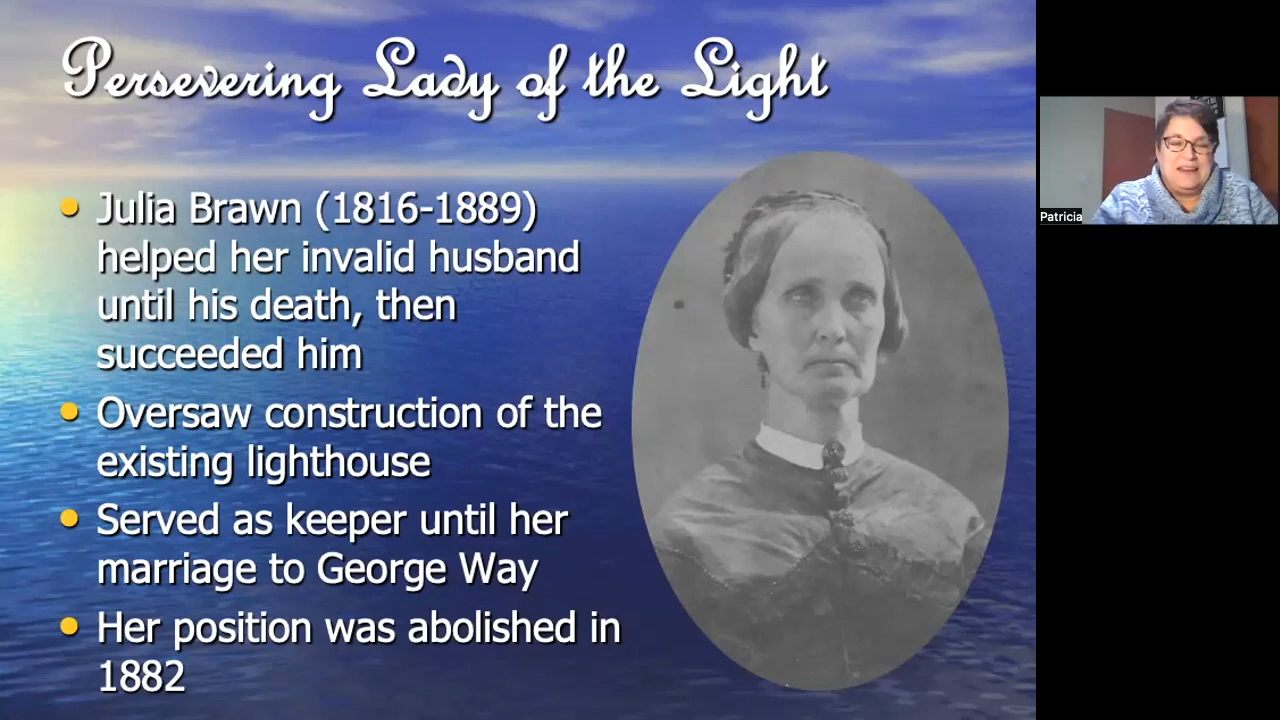 Persevering Lady of the Light
• Julia Brawn (1816-1889)
helped her invalid husband
until his death, then
succeeded him
• Oversaw construction of the
existing lighthouse
• Served as keeper until her
marriage to George Way
• Her position was abolished in
1882
Patricia